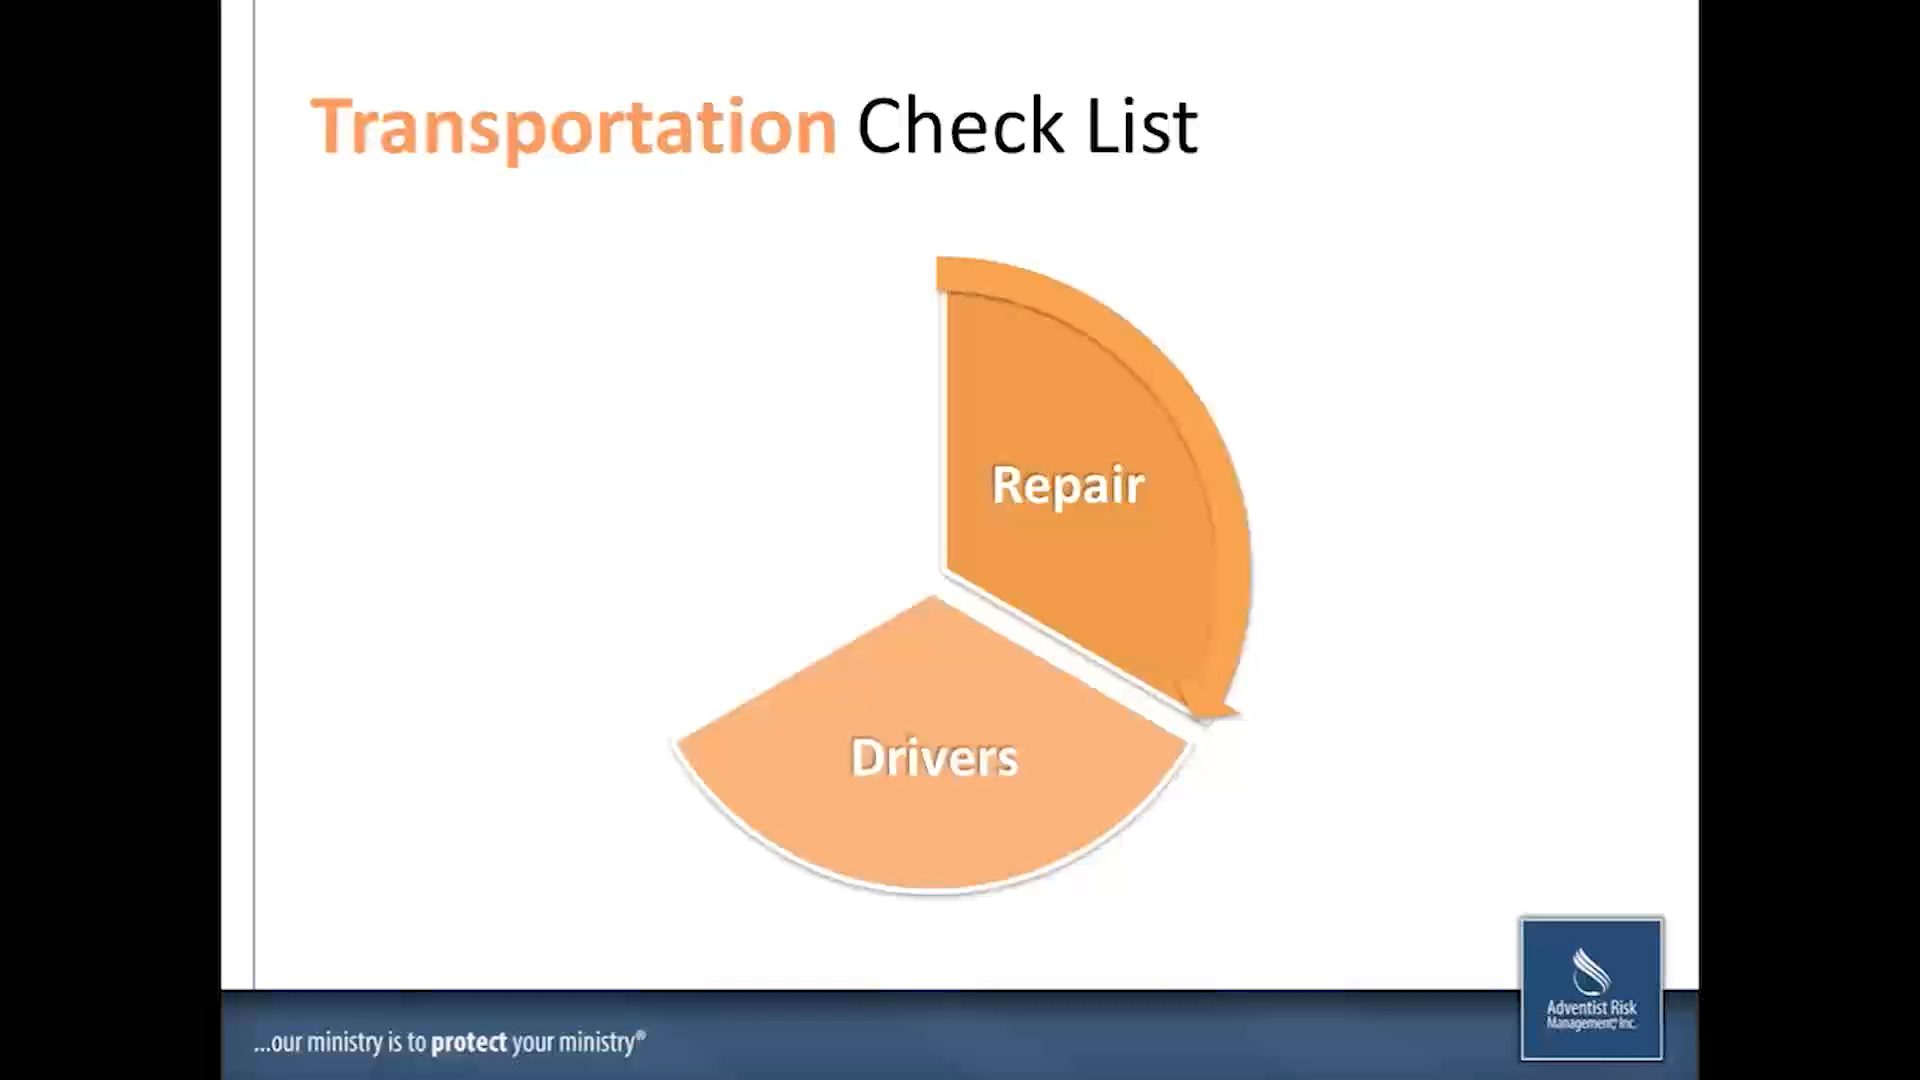 Transportation Check List
Repair
Drivers
...our ministry is to protect your ministry®
Adventist Risk
Management, Inc.